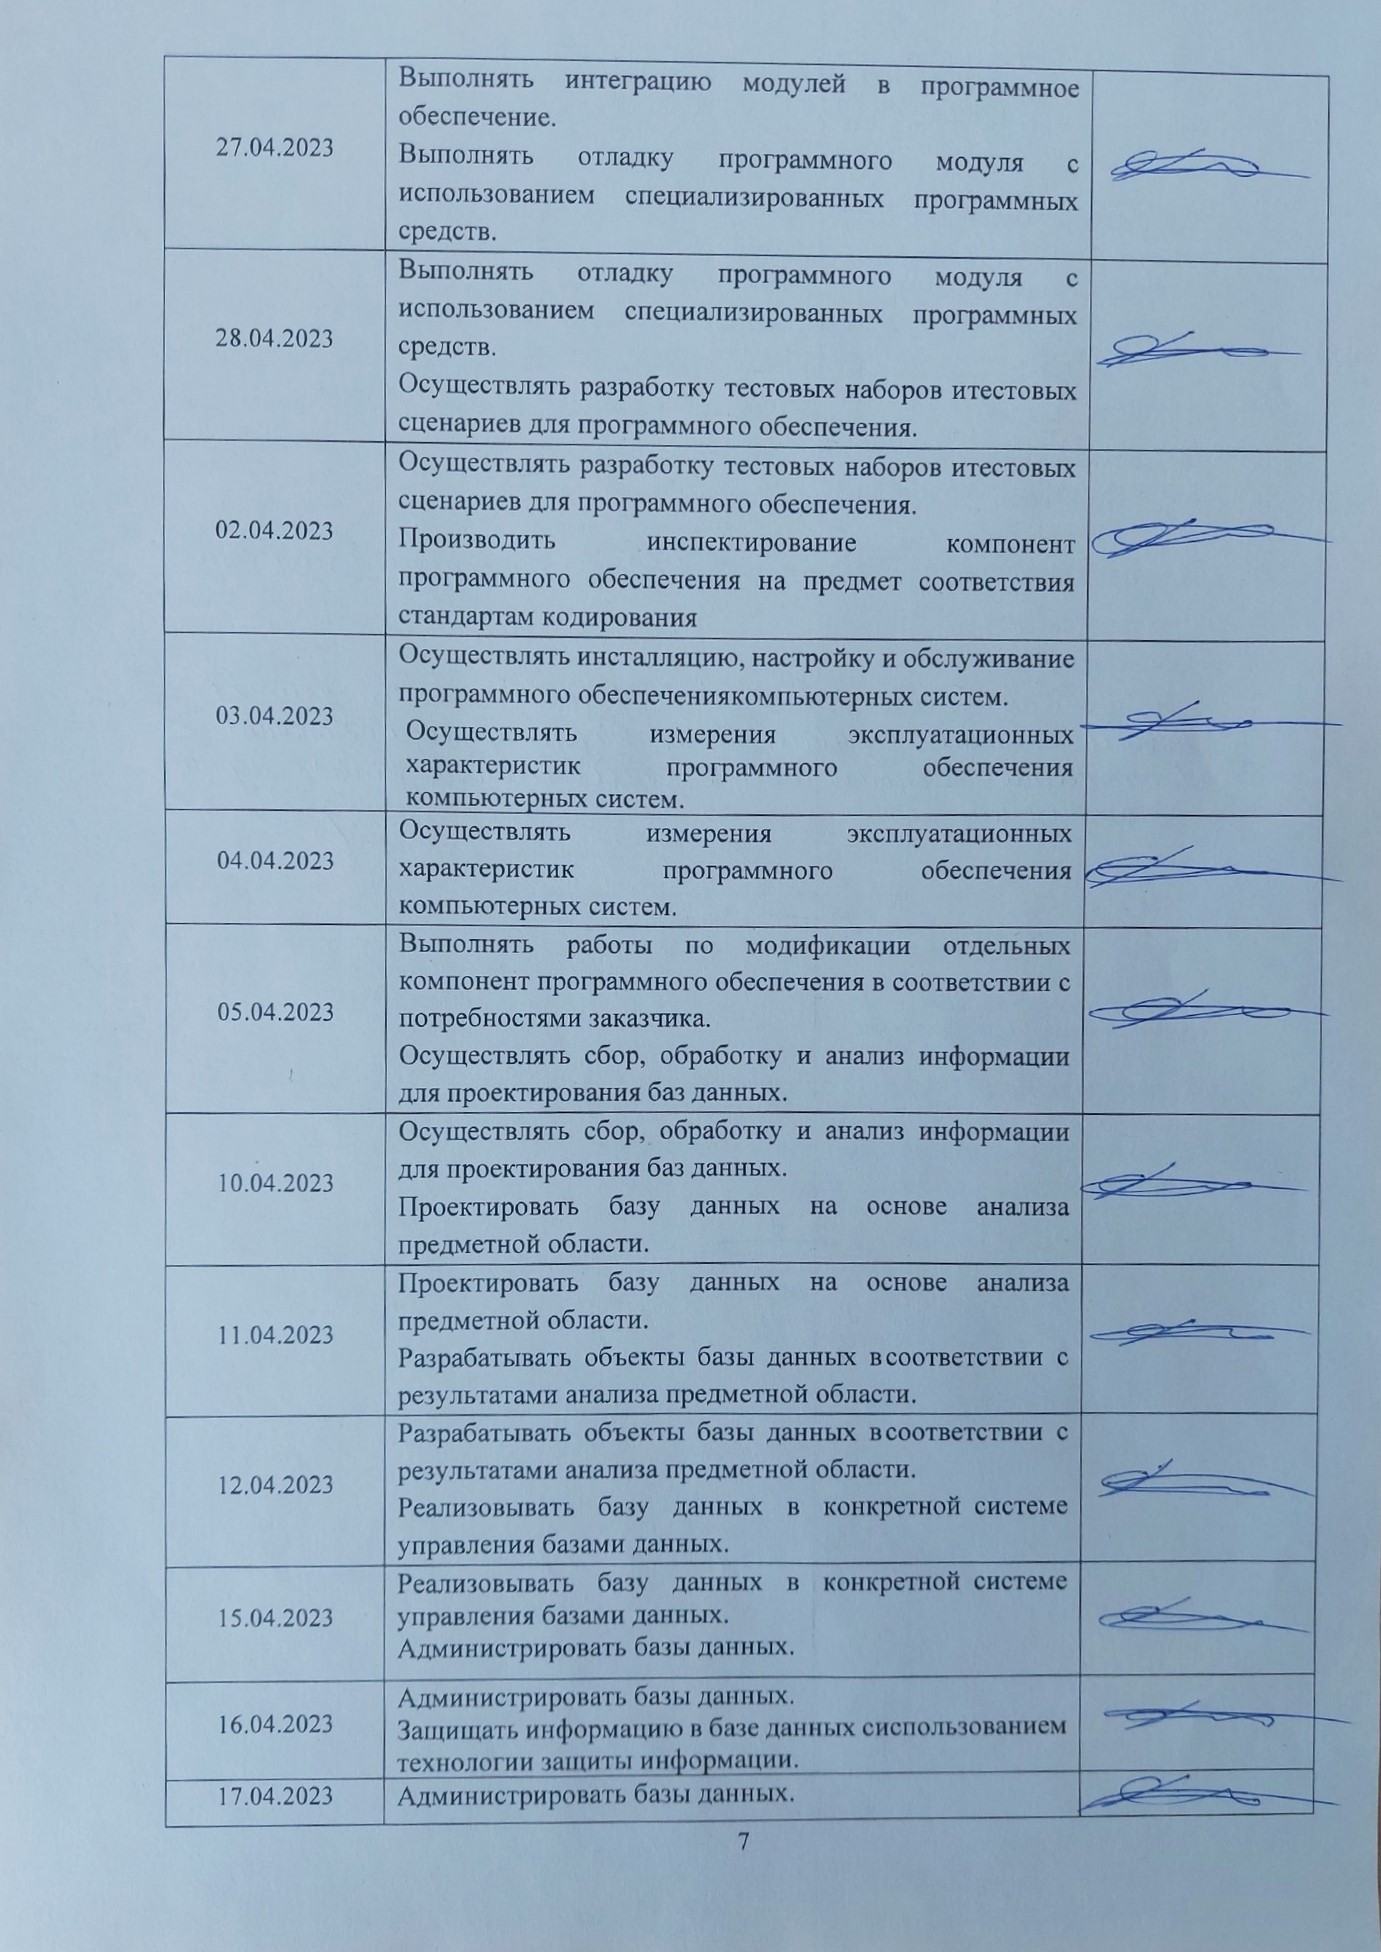 27.04.2023
Выполнять интеграцию модулей в программное
обеспечение.
Выполнять отладку программного модуля с
использованием специализированных программных
средств.
28.04.2023
Выполнять отладку программного модуля с
использованием специализированных программных
средств.
Осуществлять разработку тестовых наборов итестовых
сценариев для программного обеспечения.
02.04.2023
Осуществлять разработку тестовых наборов итестовых
сценариев для программного обеспечения.
Производить инспектирование компонент
программного обеспечения на предмет соответствия
стандартам кодирования
03.04.2023
Осуществлять инсталляцию, настройку и обслуживание
программного обеспечениякомпьютерных систем.
Осуществлять измерения эксплуатационных
характеристик программного обеспечения
компьютерных систем.
04.04.2023
Осуществлять измерения эксплуатационных
характеристик программного обеспечения
компьютерных систем.
05.04.2023
Выполнять работы по модификации отдельных
компонент программного обеспечения в соответствии с
потребностями заказчика.
Осуществлять сбор, обработку и анализ информации
для проектирования баз данных.
10.04.2023
Осуществлять сбор, обработку и анализ информации
для проектирования баз данных.
Проектировать базу данных на основе анализа
предметной области.
11.04.2023
Проектировать базу данных на основе анализа
предметной области.
Разрабатывать объекты базы данных всоответствии с
результатами анализа предметной области.
12.04.2023
Разрабатывать объекты базы данных всоответствии с
результатами анализа предметной области.
Реализовывать базу данных в конкретной системе
управления базами данных.
15.04.2023
Реализовывать базу данных в конкретной системе
управления базами данных.
Администрировать базы данных.
16.04.2023
Администрировать базы данных.
Защищать информацию в базе данных сиспользованием
технологии защиты информации.
17.04.2023
Администрировать базы данных.
7